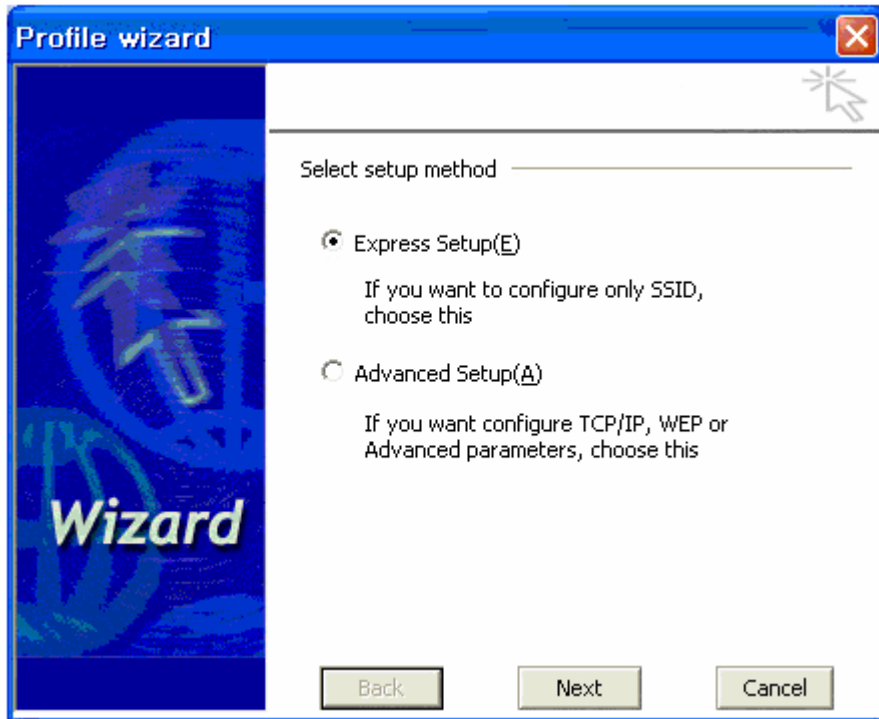 Profile wizard
Select setup method
Express Setup(E)
If you want to configure only SSID,
choose this
Advanced Setup(A)
If you want configure TCP/IP, WEP or
Advanced parameters, choose this
Wizard
Back
Next
Cancel